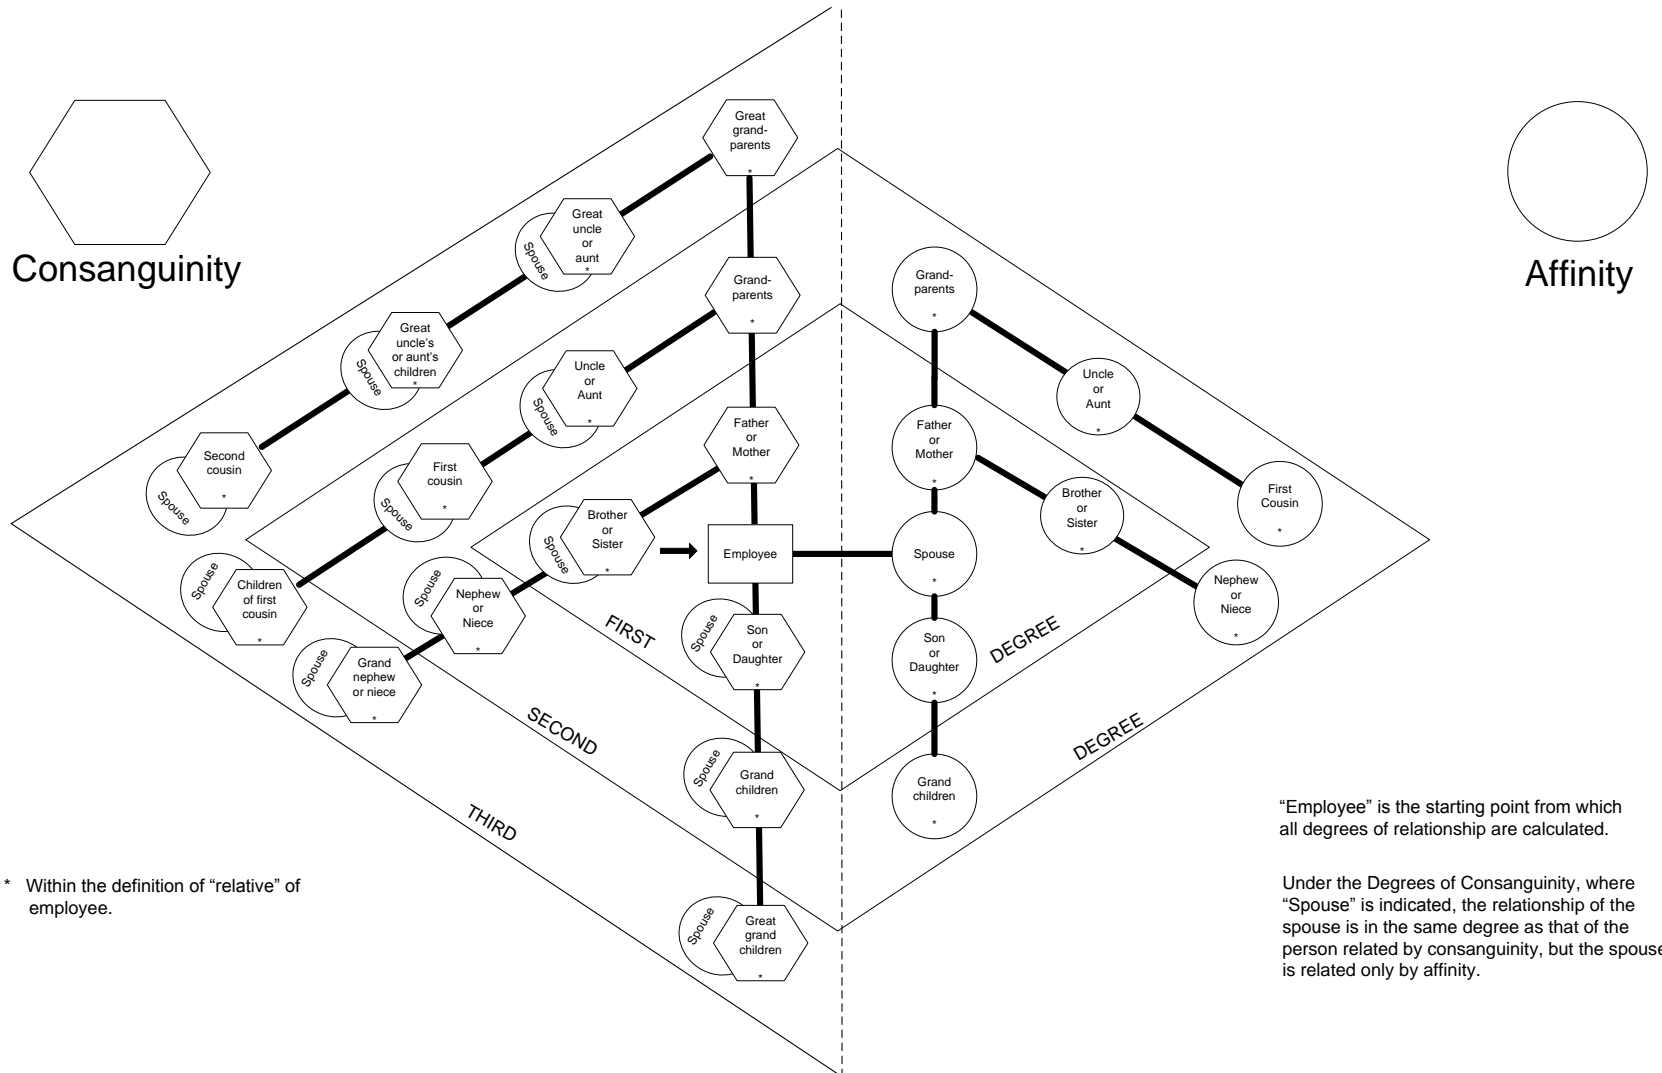 Consanguinity
Affinity
Great
grand-
parents
*
Great
uncle
or
aunt
*
Spouse
Great
uncle's
or aunt's
children
*
Spouse
Second
cousin
*
Spouse
Grand-
parents
*
Uncle
or
Aunt
*
Spouse
First
cousin
*
Spouse
Children
of first
cousin
*
Spouse
Father
or
Mother
*
Brother
or
Sister
*
Spouse
Nephew
or
Niece
*
Spouse
Grand
nephew
or niece
*
Spouse
Employee
Son
or
Daughter
*
Spouse
Grand
children
*
Spouse
Great
grand
children
*
Spouse
Grand-
parents
*
Uncle
or
Aunt
*
First
Cousin
*
Father
or
Mother
*
Brother
or
Sister
*
Nephew
or
Niece
*
Spouse
*
Son
or
Daughter
*
Grand
children
*
FIRST
DEGREE
SECOND
DEGREE
THIRD
* Within the definition of “relative” of
employee.
“Employee” is the starting point from which
all degrees of relationship are calculated.
Under the Degrees of Consanguinity, where
“Spouse” is indicated, the relationship of the
spouse is in the same degree as that of the
person related by consanguinity, but the spouse
is related only by affinity.